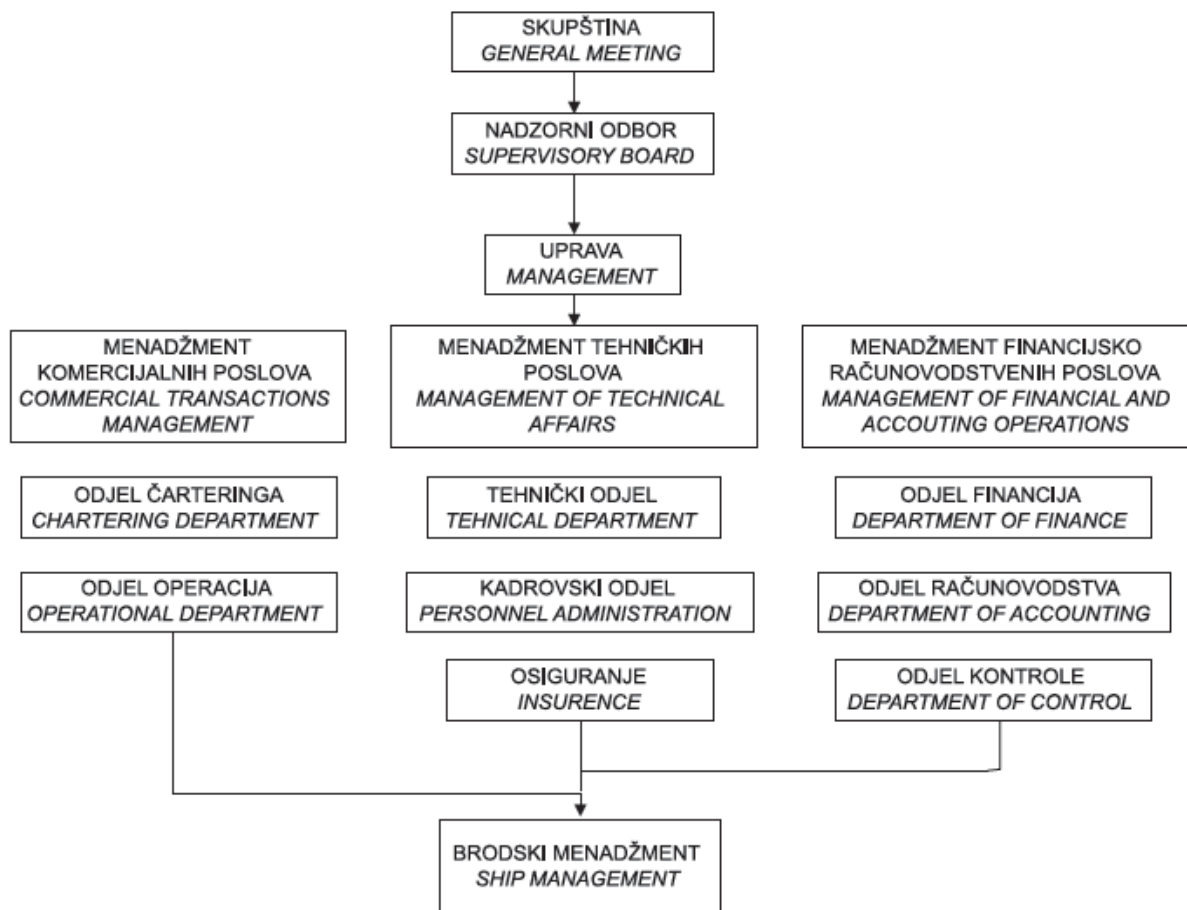 SKUPŠTINA
GENERAL MEETING
NADZORNI ODBOR
SUPERVISORY BOARD
UPRAVA
MANAGEMENT
MENADŽMENT
KOMERCIJALNIH POSLOVA
COMMERCIAL TRANSACTIONS
MANAGEMENT
MENADŽMENT TEHNIČKIH
POSLOVA
MANAGEMENT OF TECHNICAL
AFFAIRS
MENADŽMENT FINANCIJSKO
RAČUNOVODSTVENIH POSLOVA
MANAGEMENT OF FINANCIAL AND
ACCOUTING OPERATIONS
ODJEL ČARTERINGA
CHARTERING DEPARTMENT
TEHNIČKI ODJEL
TEHNICAL DEPARTMENT
ODJEL FINANCIJA
DEPARTMENT OF FINANCE
ODJEL OPERACIJA
OPERATIONAL DEPARTMENT
KADROVSKI ODJEL
PERSONNEL ADMINISTRATION
ODJEL RAČUNOVODSTVA
DEPARTMENT OF ACCOUNTING
OSIGURANJE
INSURENCE
ODJEL KONTROLE
DEPARTMENT OF CONTROL
BRODSKI MENADŽMENT
SHIP MANAGEMENT